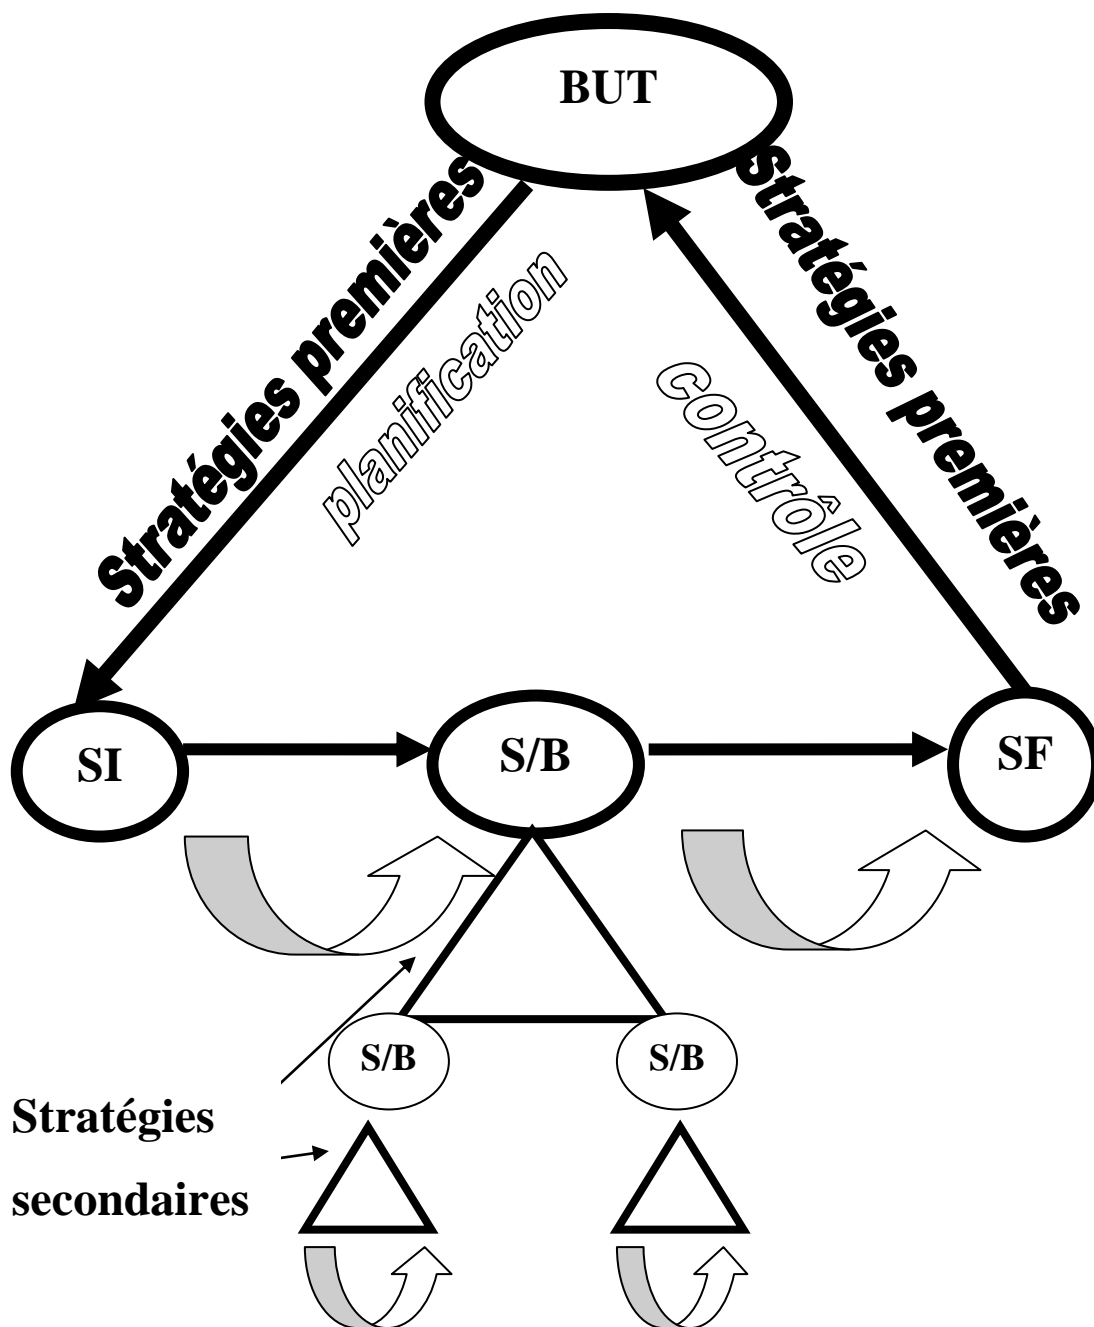 BUT
Stratégies premières
Stratégies premières
planification
contrôle
SI
S/B
SF
S/B
S/B
Stratégies
secondaires